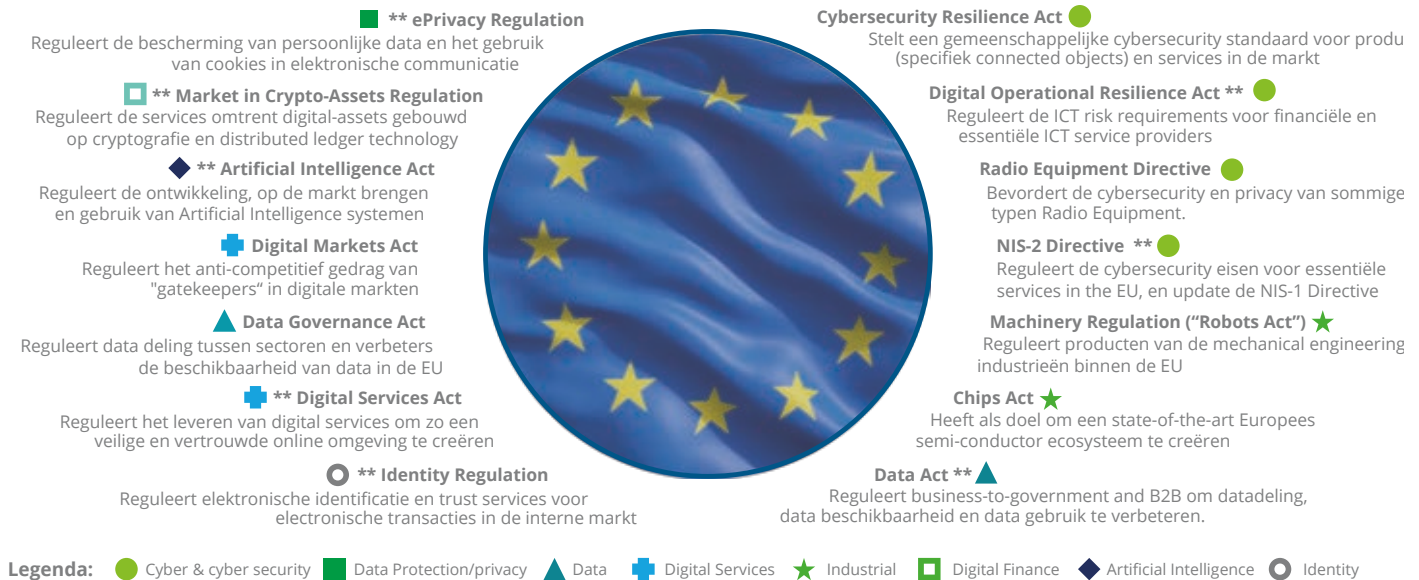 ** ePrivacy Regulation
Reguleert de bescherming van persoonlijke data en het gebruik
van cookies in elektronische communicatie
** Market in Crypto-Assets Regulation
Reguleert de services omtrent digital-assets gebouwd
op cryptografie en distributed ledger technology
** Artificial Intelligence Act
Reguleert de ontwikkeling, op de markt brengen
en gebruik van Artificial Intelligence systemen
Digital Markets Act
Reguleert het anti-competitief gedrag van
"gatekeepers“ in digitale markten
Data Governance Act
Reguleert data deling tussen sectoren en verbeters
de beschikbaarheid van data in de EU
** Digital Services Act
Reguleert het leveren van digital services om zo een
veilige en vertrouwde online omgeving te creëren
** Identity Regulation
Reguleert elektronische identificatie en trust services voor
electronische transacties in de interne markt
Cybersecurity Resilience Act
Stelt een gemeenschappelijke cybersecurity standaard voor produ
(specifiek connected objects) en services in de markt
Digital Operational Resilience Act **
Reguleert de ICT risk requirements voor financiële en
essentiële ICT service providers
Radio Equipment Directive
Bevordert de cybersecurity en privacy van sommige
typen Radio Equipment.
NIS-2 Directive **
Reguleert de cybersecurity eisen voor essentiële
services in the EU, en update de NIS-1 Directive
Machinery Regulation (“Robots Act”)
Reguleert producten van de mechanical engineering
industrieën binnen de EU
Chips Act
Heeft als doel om een state-of-the-art Europees
semi-conductor ecosysteem te creëren
Data Act **
Reguleert business-to-government and B2B om datadeling,
data beschikbaarheid en data gebruik te verbeteren.
Legenda: Cyber & cyber security Data Protection/privacy Data Digital Services Industrial Digital Finance Artificial Intelligence Identity